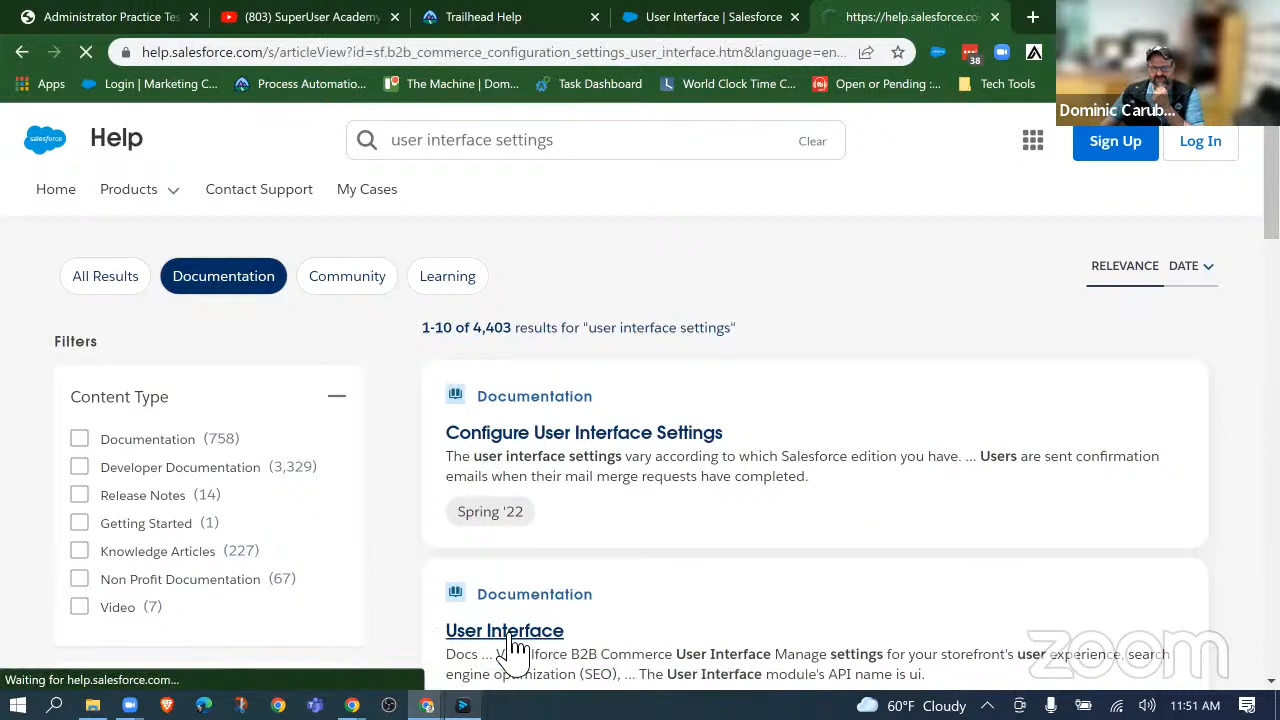 Administrator Practice Tes
(803) SuperUser Academy
Trailhead Help
User Interface | Salesforce
https://help.salesforce.co
help.salesforce.com/s/articleView?id=sf.b2b_commerce_configuration_settings_user_interface.htm&language=en...
38
Apps
Login | Marketing C...
Process Automatio...
The Machine | Dom...
Task Dashboard
World Clock Time C...
Open or Pending :...
Tech Tools
Dominic Carub...
salesforce
Help
user interface settings
Clear
Sign Up
Log In
Home
Products
Contact Support
My Cases
All Results
Documentation
Community
Learning
RELEVANCE
DATE
1-10 of 4,403 results for "user interface settings"
Filters
Content Type
Documentation (758)
Developer Documentation (3,329)
Release Notes (14)
Getting Started (1)
Knowledge Articles (227)
Non Profit Documentation (67)
Video (7)
Documentation
Configure User Interface Settings
The user interface settings vary according to which Salesforce edition you have. ... Users are sent confirmation
emails when their mail merge requests have completed.
Spring '22
Documentation
User Interface
Docs ... B2B Commerce User Interface Manage settings for your storefront's user experience, search
engine optimization (SEO), ... The User Interface module's API name is ui.
zoom
Waiting for help.salesforce.com...
60°F Cloudy
11:51 AM